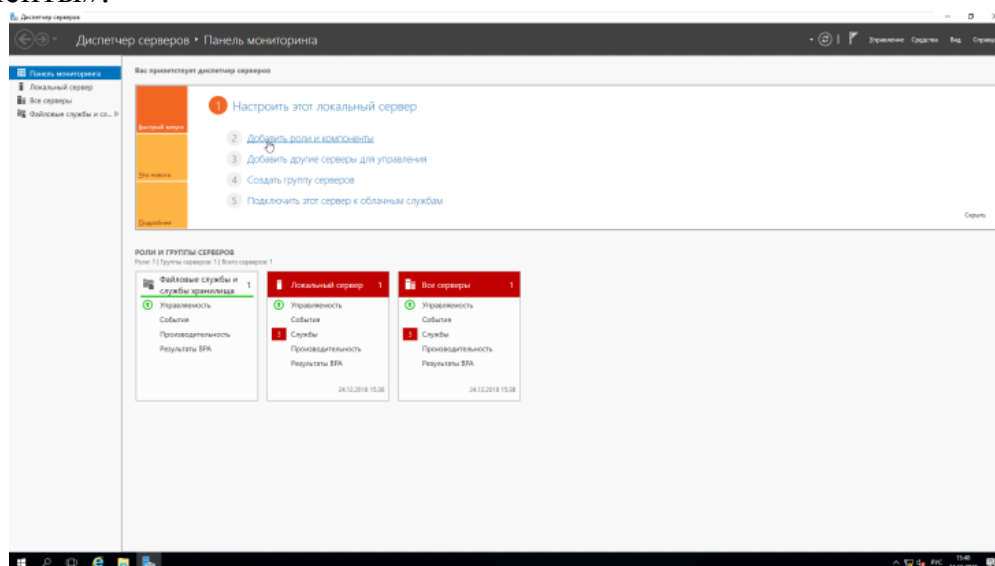 Диспетчер серверов
Диспетчер серверов • Панель мониторинга
Управление Средства Вид
Панель мониторинга
Локальный сервер
Все серверы
Файловые службы и сл...
Вас приветствует диспетчер серверов
Быстрый запуск
Что нового
Подробнее
1 Настроить этот локальный сервер
2 Добавить роли и компоненты
3 Добавить другие серверы для управления
4 Создать группу серверов
5 Подключить этот сервер к облачным службам
Скрыть
РОЛИ И ГРУППЫ СЕРВЕРОВ
Роли: 1 | Группы серверов: 1 | Всего серверов: 1
Файловые службы и службы хранилища 1
Управляемость
События
Производительность
Результаты BPA
Локальный сервер 1
Управляемость
События
3 Службы
Производительность
Результаты BPA
24.12.2018 15:38
Все серверы 1
Управляемость
События
3 Службы
Производительность
Результаты BPA
24.12.2018 15:38
РУС
15:40